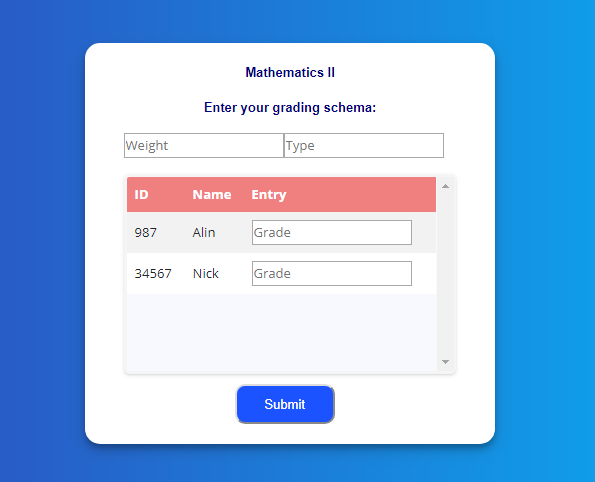 Mathematics II
Enter your grading schema:
Weight Type
ID Name Entry
987 Alin Grade
34567 Nick Grade
Submit